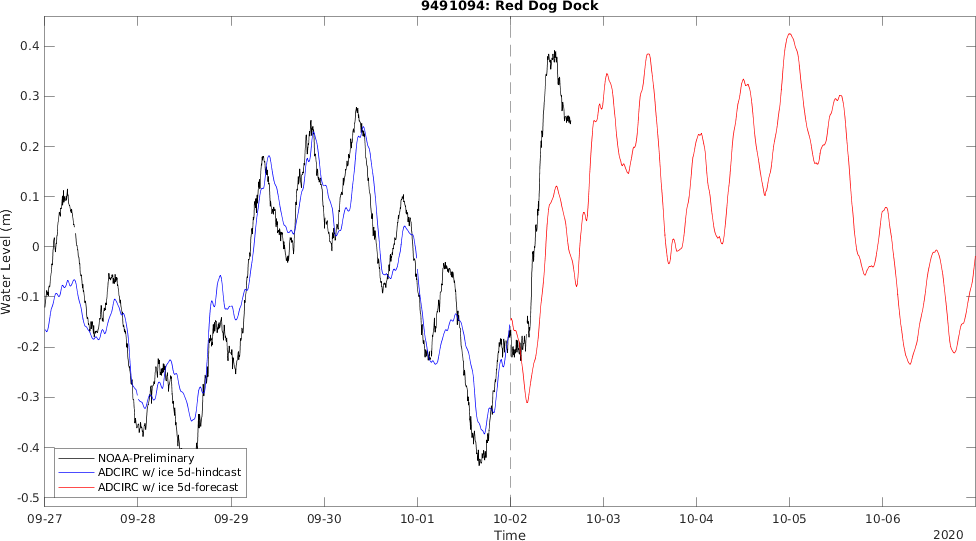 9491094: Red Dog Dock
0.4
0.3
0.2
0.1
0
-0.1
-0.2
-0.3
-0.4
-0.5
Water Level (m)
NOAA-Preliminary
ADCIRC w/ ice 5d-hindcast
ADCIRC w/ ice 5d-forecast
09-27 09-28 09-29 09-30 10-01 10-02 10-03 10-04 10-05 10-06
Time
2020